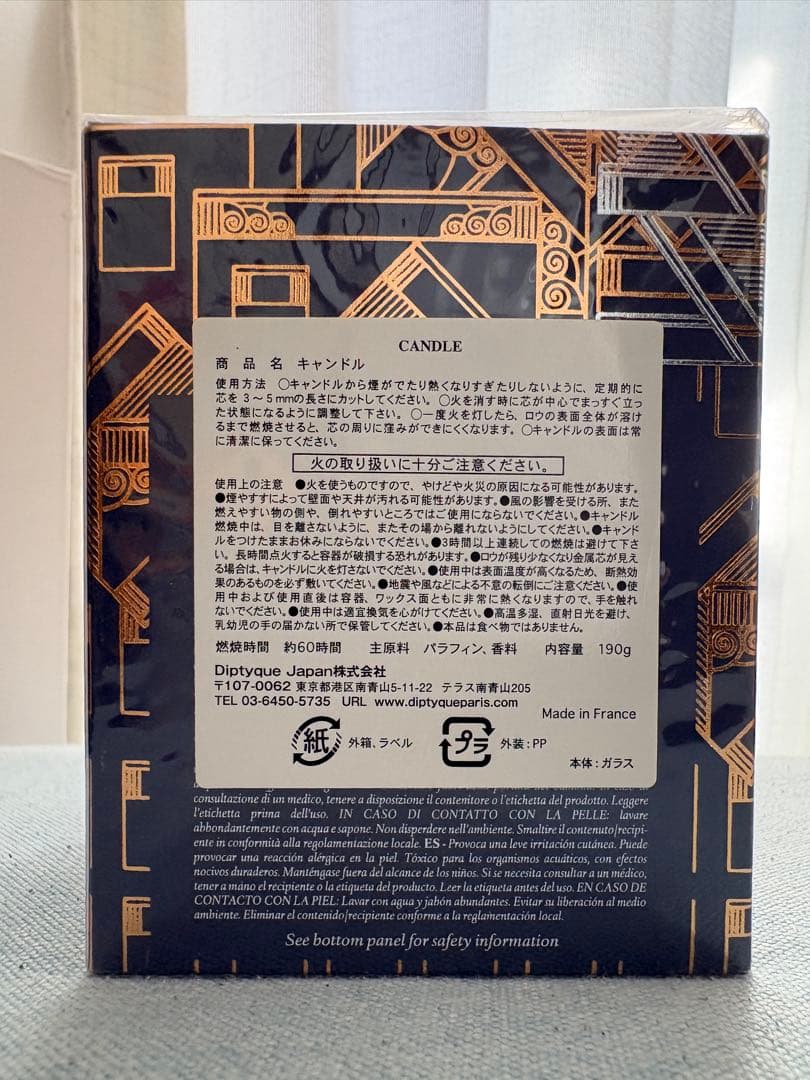 CANDLE
商 品 名 キャンドル
使用方法 ○キャンドルから煙がでたり熱くなりすぎたりしないように、定期的に
芯を 3～5mmの長さにカットしてください。○火を消す時に芯が中心でまっすぐ立っ
た状態になるように調整して下さい。○一度火を灯したら、ロウの表面全体が溶け
るまで燃焼させると、芯の周りに窪みができにくくなります。○キャンドルの表面は常
に清潔に保ってください。
火の取り扱いに十分ご注意ください。
使用上の注意 ●火を使うものですので、やけどや火災の原因になる可能性があります。
●煙やすすによって壁面や天井が汚れる可能性があります。●風の影響を受ける所、また
燃えやすい物の側や、倒れやすいところではご使用にならないでください。●キャンドル
燃焼中は、目を離さないように、またその場から離れないようにしてください。●キャンド
ルをつけたままお休みにならないでください。●3時間以上連続しての燃焼は避けて下さ
い。長時間点火すると容器が破損する恐れがあります。●ロウが残り少なくなり金属芯が見え
る場合は、キャンドルに火を灯さないでください。●使用中は表面温度が高くなるため、断熱効
果のあるものを必ず敷いてください。●地震や風などによる不意の転倒にご注意ください。●使
用中および使用直後は容器、ワックス面ともに非常に熱くなりますので、手を触れ
ないでください。●使用中は適宜換気を心がけてください。●高温多湿、直射日光を避け、
乳幼児の手の届かない所で保管してください。●本品は食べ物ではありません。
燃焼時間 約60時間 主原料 パラフィン、香料 内容量 190g
Diptyque Japan株式会社
〒107-0062 東京都港区南青山5-11-22 テラス南青山205
TEL 03-6450-5735 URL www.diptyqueparis.com
Made in France
紙 外箱、ラベル プラ 外装:PP
本体:ガラス
consultazione di un medico, tenere a disposizione il contenitore o l'etichetta del prodotto. Leggere
l'etichetta prima dell'uso. IN CASO DI CONTATTO CON LA PELLE: lavare
abbondantemente con acqua e sapone. Non disperdere nell'ambiente. Smaltire il contenuto/recipi-
ente in conformità alla regolamentazione locale. ES - Provoca una leve irritación cutánea. Puede
provocar una reacción alérgica en la piel. Tóxico para los organismos acuáticos, con efectos
nocivos duraderos. Manténgase fuera del alcance de los niños. Si se necesita consultar a un médico,
tener a mano el recipiente o la etiqueta del producto. Leer la etiqueta antes del uso. EN CASO DE
CONTACTO CON LA PIEL: Lavar con agua y jabón abundantes. Evitar su liberación al medio
ambiente. Eliminar el contenido/recipiente conforme a la reglamentación local.
See bottom panel for safety information